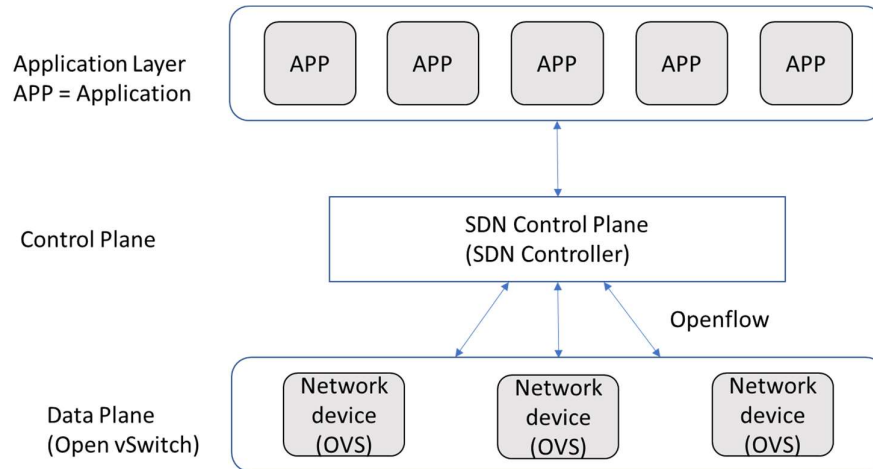 APP APP APP APP APP
Application Layer
APP = Application
SDN Control Plane
(SDN Controller)
Control Plane
Openflow
Network device (OVS)
Network device (OVS)
Network device (OVS)
Data Plane
(Open vSwitch)